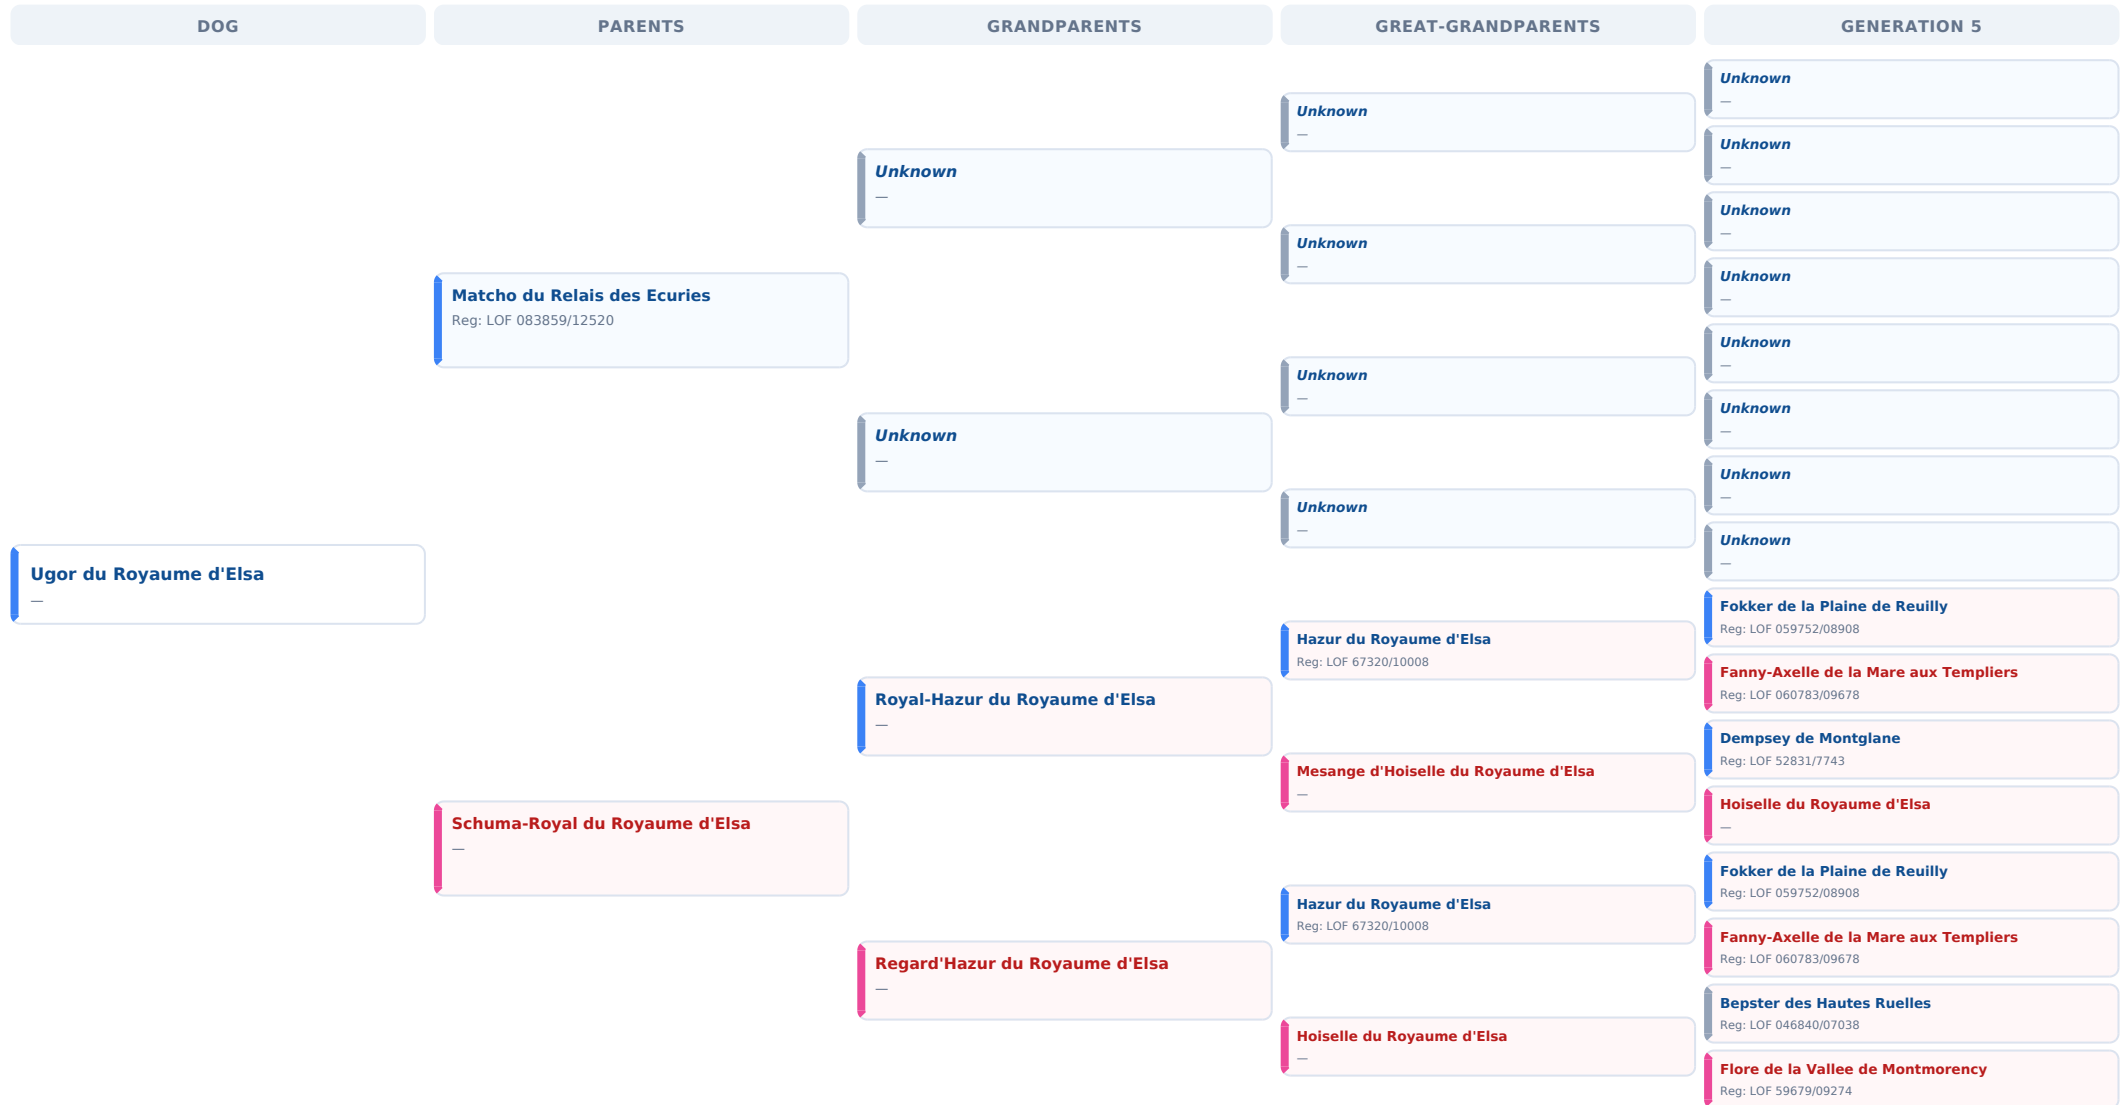 DOG
PARENTS
GRANDPARENTS
GREAT-GRANDPARENTS
GENERATION 5
Ugor du Royaume d'Elsa
—
Matcho du Relais des Ecuries
Reg: LOF 083859/12520
Schuma-Royal du Royaume d'Elsa
—
Unknown
—
Unknown
—
Royal-Hazur du Royaume d'Elsa
—
Regard'Hazur du Royaume d'Elsa
—
Unknown
—
Unknown
—
Unknown
—
Unknown
—
Hazur du Royaume d'Elsa
Reg: LOF 67320/10008
Mesange d'Hoiselle du Royaume d'Elsa
—
Hazur du Royaume d'Elsa
Reg: LOF 67320/10008
Hoiselle du Royaume d'Elsa
—
Unknown
—
Unknown
—
Unknown
—
Unknown
—
Unknown
—
Unknown
—
Unknown
—
Unknown
—
Fokker de la Plaine de Reuilly
Reg: LOF 059752/08908
Fanny-Axelle de la Mare aux Templiers
Reg: LOF 060783/09678
Dempsey de Montglane
Reg: LOF 52831/7743
Hoiselle du Royaume d'Elsa
—
Fokker de la Plaine de Reuilly
Reg: LOF 059752/08908
Fanny-Axelle de la Mare aux Templiers
Reg: LOF 060783/09678
Bepster des Hautes Ruelles
Reg: LOF 046840/07038
Flore de la Vallee de Montmorency
Reg: LOF 59679/09274